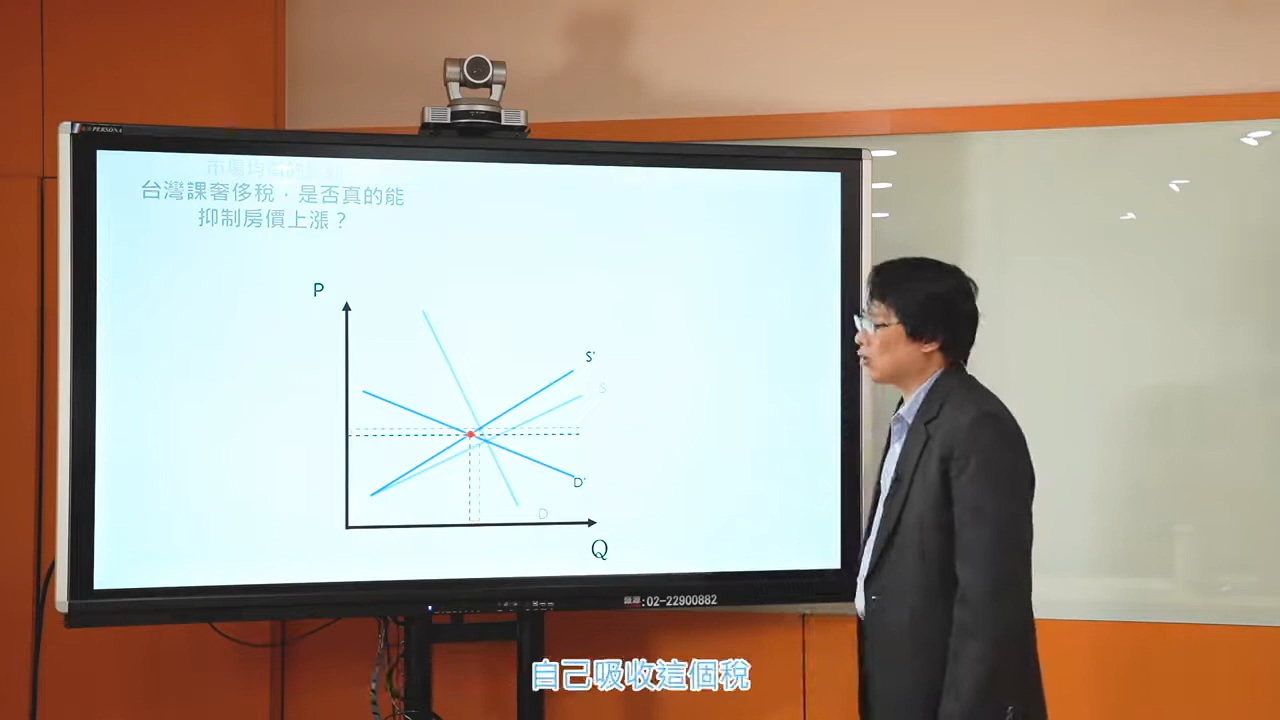 PERSONA
台灣課奢侈稅，是否真的能
抑制房價上漲？
P
S'
S
D'
D
Q
:02-22900882
自己吸收這個稅